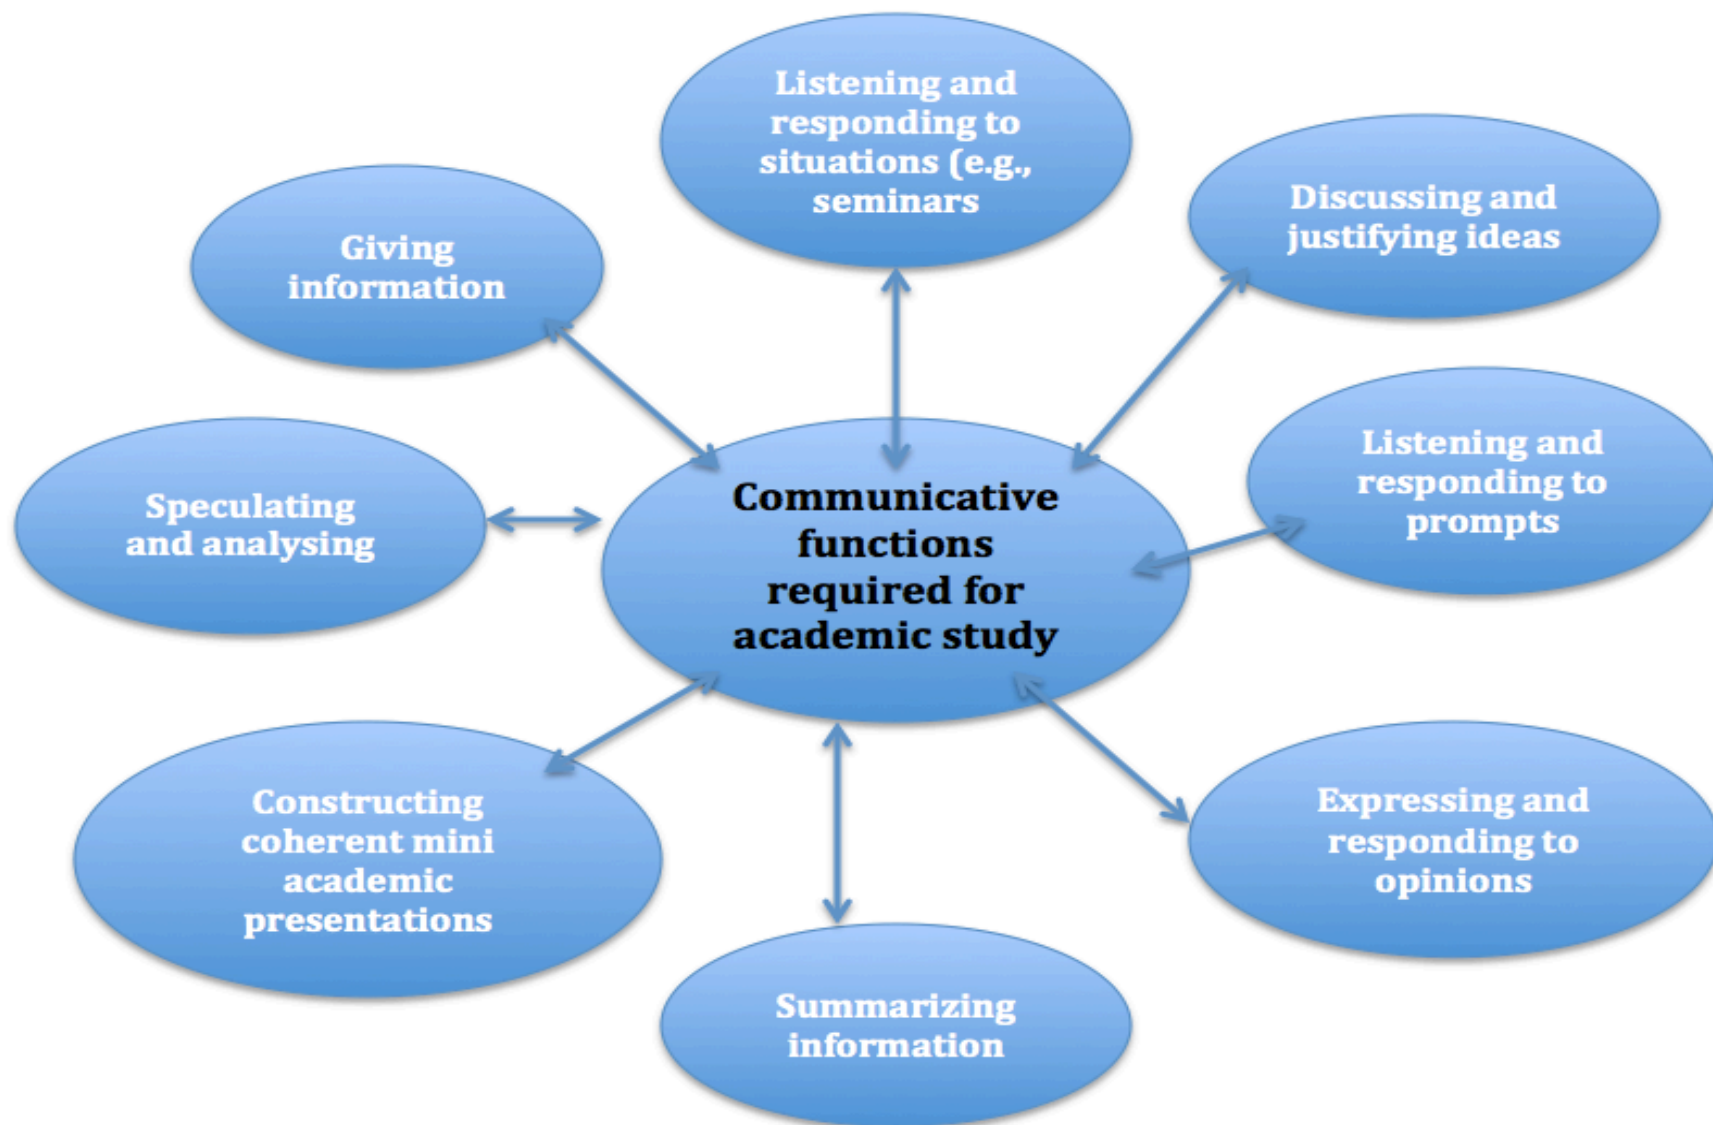 Listening and
responding to
situations (e.g.,
seminars
Discussing and
justifying ideas
Giving
information
Listening and
responding to
prompts
Speculating
and analysing
Communicative
functions
required for
academic study
Constructing
coherent mini
academic
presentations
Expressing and
responding to
opinions
Summarizing
information